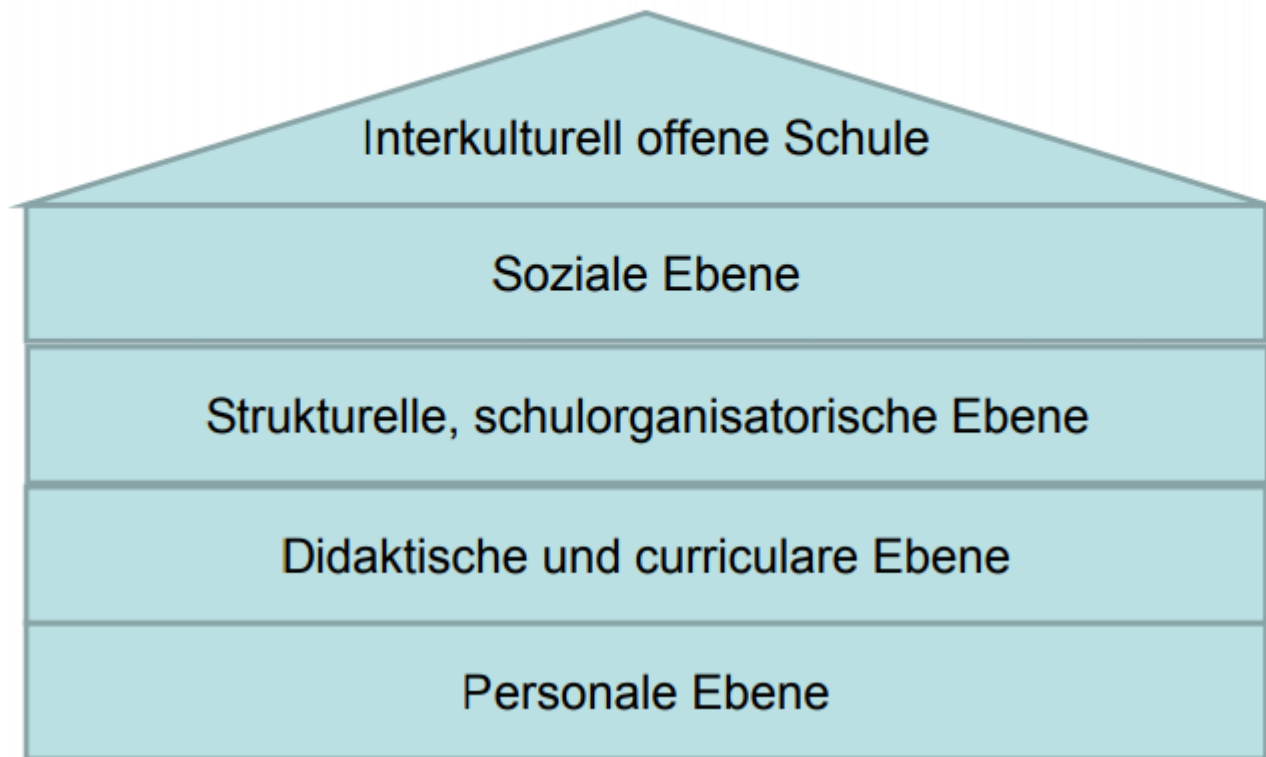 Interkulturell offene Schule
Soziale Ebene
Strukturelle, schulorganisatorische Ebene
Didaktische und curriculare Ebene
Personale Ebene